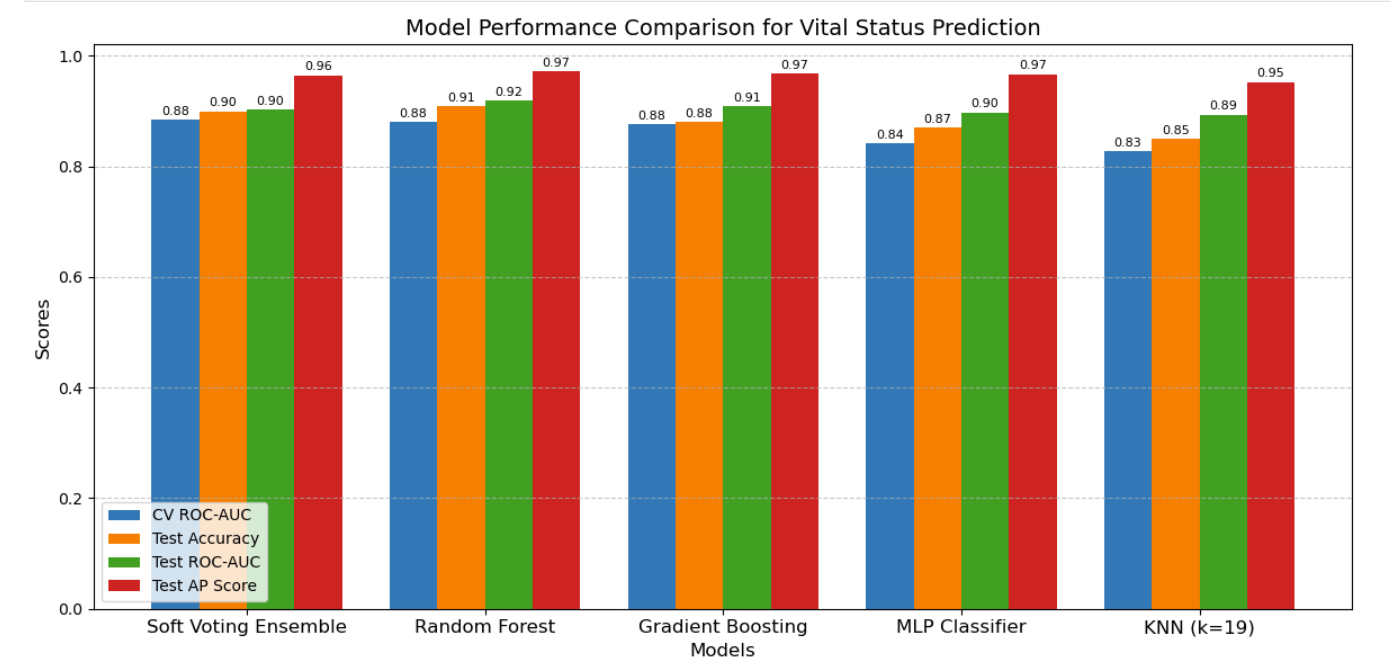 Model Performance Comparison for Vital Status Prediction
1.0
0.8
0.6
0.4
0.2
0.0
Scores
0.88 0.90 0.90 0.96
0.88 0.91 0.92 0.97
0.88 0.88 0.91 0.97
0.84 0.87 0.90 0.97
0.83 0.85 0.89 0.95
CV ROC-AUC
Test Accuracy
Test ROC-AUC
Test AP Score
Soft Voting Ensemble Random Forest Gradient Boosting MLP Classifier KNN (k=19)
Models